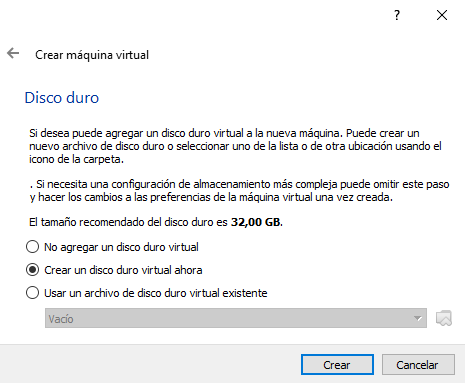 ?
Crear máquina virtual
Disco duro
Si desea puede agregar un disco duro virtual a la nueva máquina. Puede crear un
nuevo archivo de disco duro o seleccionar uno de la lista o de otra ubicación usando el
icono de la carpeta.
. Si necesita una configuración de almacenamiento más compleja puede omitir este paso
y hacer los cambios a las preferencias de la máquina virtual una vez creada.
El tamaño recomendado del disco duro es 32,00 GB.
No agregar un disco duro virtual
Crear un disco duro virtual ahora
Usar un archivo de disco duro virtual existente
Vacío
Crear
Cancelar